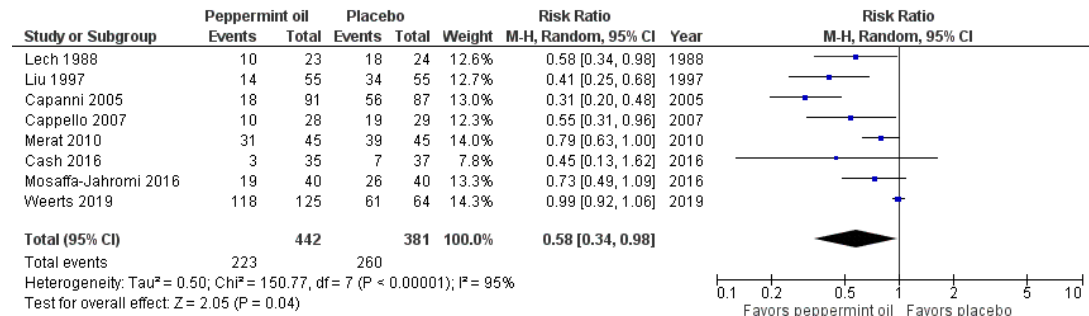 Peppermint oil Placebo Risk Ratio Risk Ratio
Study or Subgroup Events Total Events Total Weight M-H, Random, 95% CI Year M-H, Random, 95% CI
Lech 1988 10 23 18 24 12.6% 0.58 [0.34, 0.98] 1988
Liu 1997 14 55 34 55 12.8% 0.41 [0.25, 0.68] 1997
Capanni 2005 18 91 56 87 13.0% 0.31 [0.20, 0.48] 2005
Cappello 2007 10 28 19 29 12.3% 0.55 [0.31, 0.96] 2007
Merat 2010 31 45 39 45 14.0% 0.79 [0.63, 1.00] 2010
Cash 2016 3 35 7 37 7.8% 0.45 [0.13, 1.62] 2016
Mosaffa-Jahromi 2016 19 40 26 40 13.3% 0.73 [0.49, 1.09] 2016
Weerts 2019 118 125 61 64 14.3% 0.99 [0.92, 1.06] 2019
Total (95% CI) 442 381 100.0% 0.58 [0.34, 0.98]
Total events 223 260
Heterogeneity: Tau² = 0.50; Chi² = 150.77, df = 7 (P < 0.00001); I² = 95%
Test for overall effect: Z = 2.05 (P = 0.04)
0.1 0.2 0.5 1 2 5 10
Favors peppermint oil Favors placebo